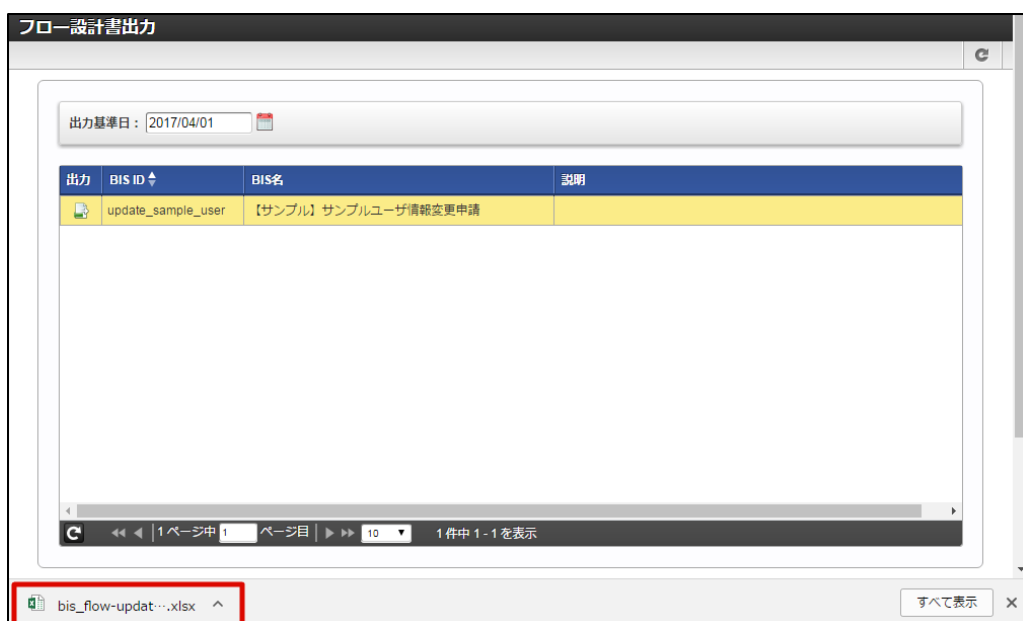 フロー設計書出力
出力基準日： 2017/04/01
出力 BIS ID BIS名 説明
update_sample_user 【サンプル】サンプルユーザ情報変更申請
1 ページ中 1 ページ目 10 1 件中 1 - 1 を表示
bis_flow-updat….xlsx すべて表示